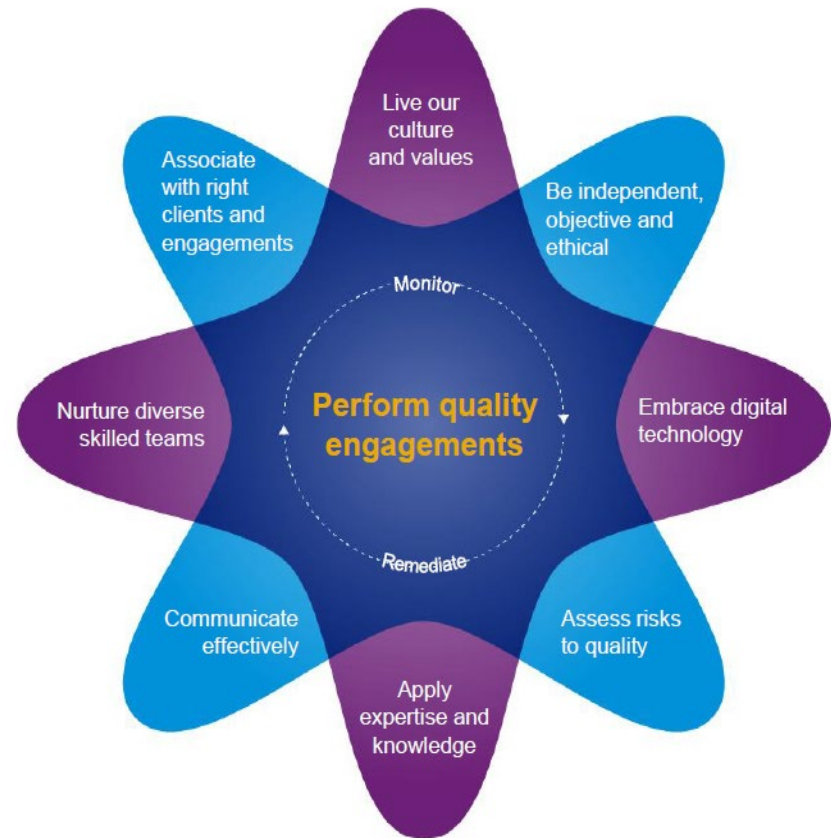 Live our
culture
and values
Be independent,
objective and
ethical
Embrace digital
technology
Assess risks
to quality
Apply
expertise and
knowledge
Communicate
effectively
Nurture diverse
skilled teams
Associate
with right
clients and
engagements
Monitor
Perform quality
engagements
Remediate